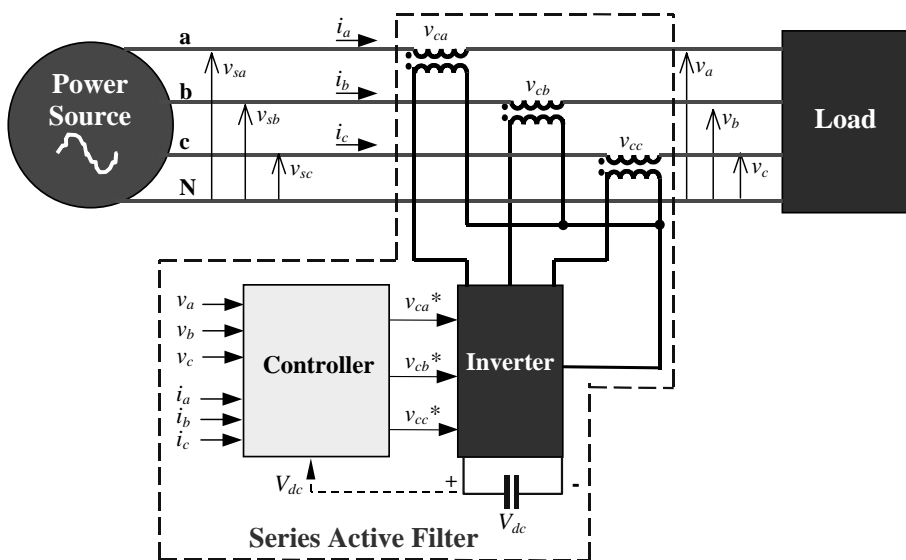 a
i_a
v_ca
v_sa
v_a
Power
Source
b
i_b
v_cb
v_sb
v_b
Load
c
i_c
v_cc
v_sc
v_c
N
v_a
v_b
v_c
i_a
i_b
i_c
Controller
v_ca*
v_cb*
v_cc*
Inverter
V_dc
+
-
V_dc
Series Active Filter